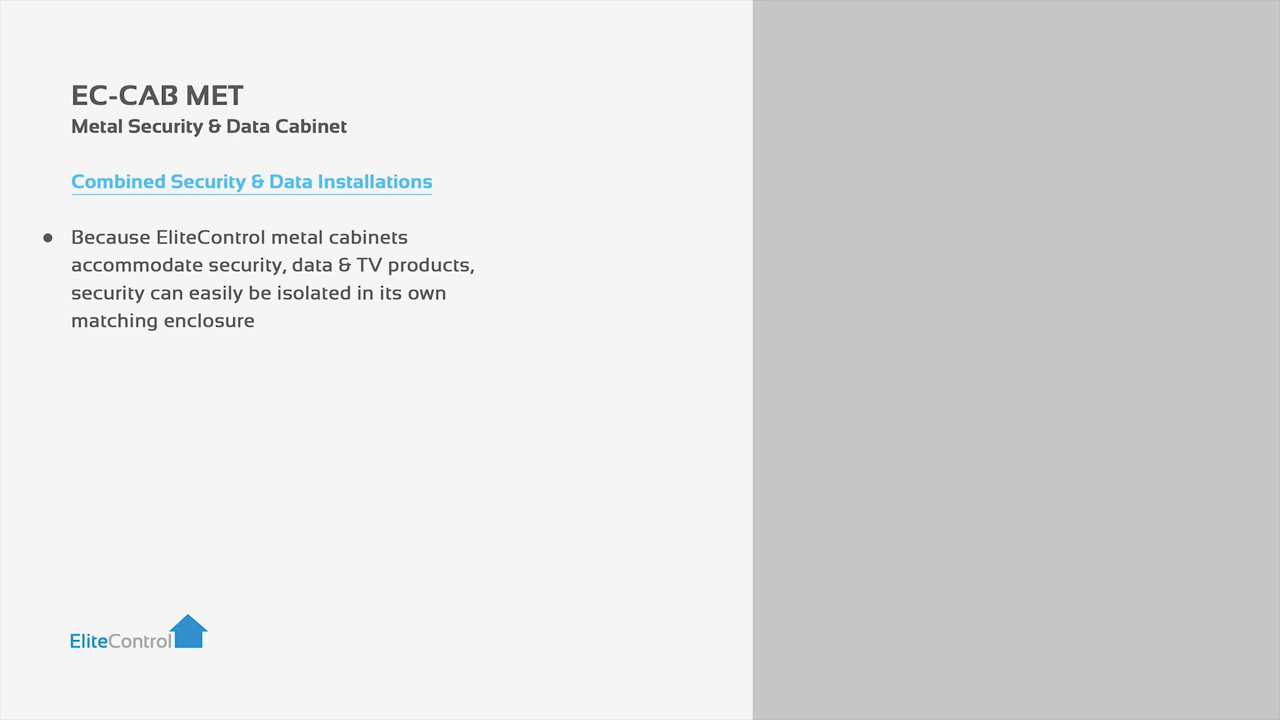 EC-CAB MET
Metal Security & Data Cabinet
Combined Security & Data Installations
● Because EliteControl metal cabinets
accommodate security, data & TV products,
security can easily be isolated in its own
matching enclosure
EliteControl